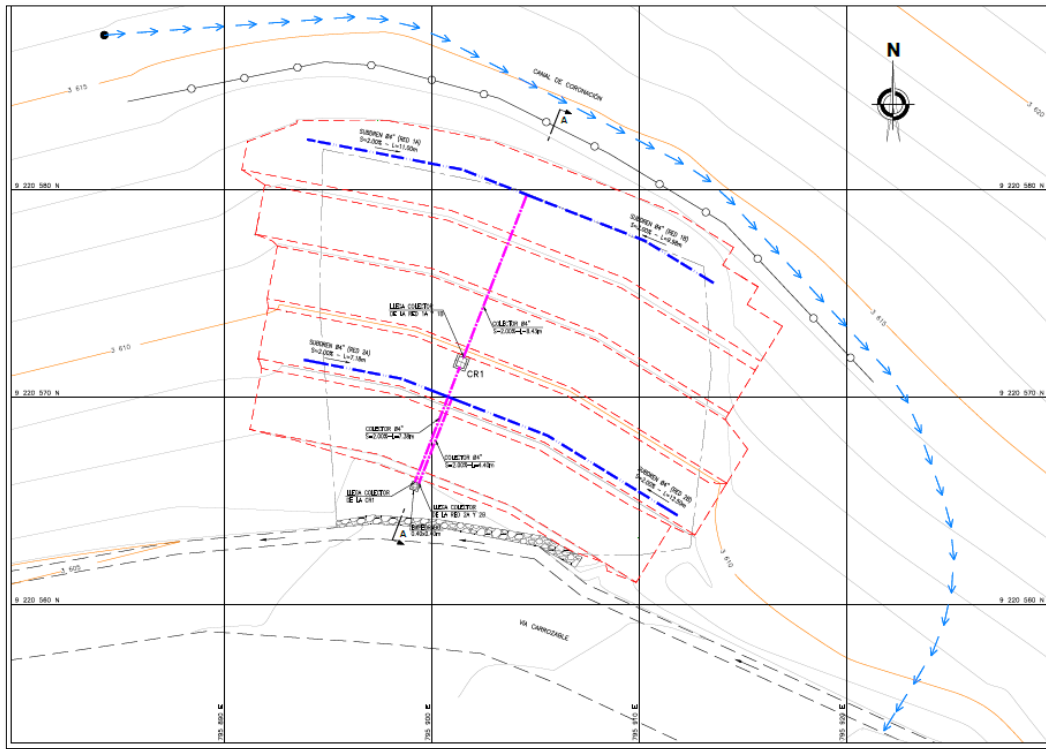 N
CANAL DE CORONACIÓN
3 615
3 620
A
SUBDREN Ø4" (RED 1A)
S=2.00% - L=11.00m
9 220 580 N
9 220 580 N
SUBDREN Ø4" (RED 1B)
S=2.00% - L=9.98m
LLEGA COLECTOR
DE LA RED 1A Y 1B
COLECTOR Ø4"
S=2.00%-L=8.43m
3 615
3 610
SUBDREN Ø4" (RED 2A)
S=2.00% - L=7.18m
CR1
9 220 570 N
9 220 570 N
COLECTOR Ø4"
S=2.00%-L=7.38m
COLECTOR Ø4"
S=2.00%-L=4.40m
SUBDREN Ø4" (RED 2B)
S=2.00% - L=12.50m
LLEGA COLECTOR
DE LA CR1
LLEGA COLECTOR
DE LA RED 2A Y 2B
A
3 605
3 610
9 220 560 N
9 220 560 N
VIA CARROZABLE
795 890 E
795 900 E
795 910 E
795 920 E